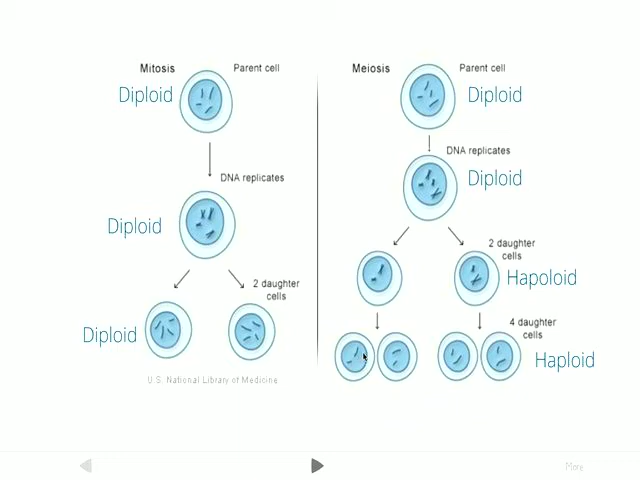 Mitosis
Parent cell
Diploid
DNA replicates
Diploid
2 daughter
cells
Diploid
U.S. National Library of Medicine
Meiosis
Parent cell
Diploid
DNA replicates
Diploid
2 daughter
cells
Hapoloid
4 daughter
cells
Haploid
More